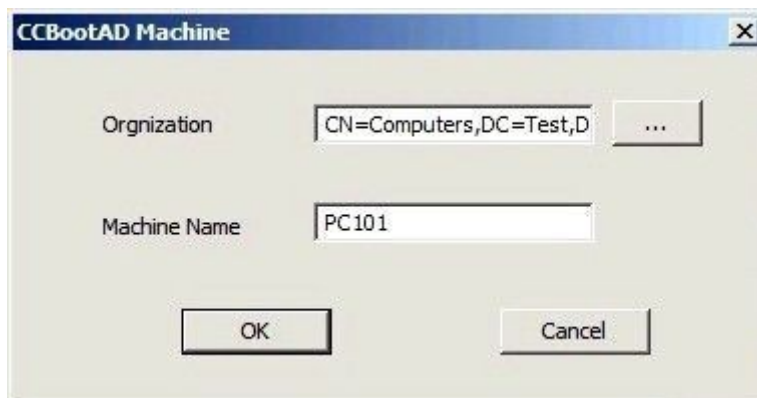 CCBootAD Machine
Orgnization CN=Computers,DC=Test,D ...
Machine Name PC101
OK Cancel